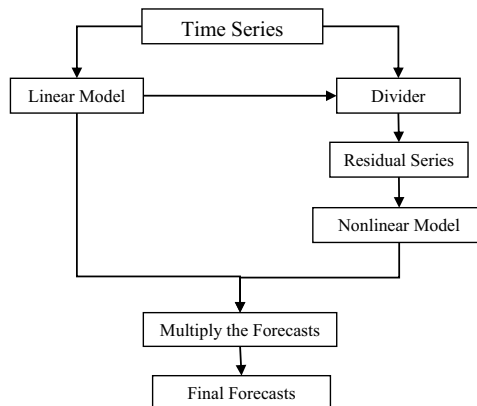 Time Series
Linear Model
Divider
Residual Series
Nonlinear Model
Multiply the Forecasts
Final Forecasts